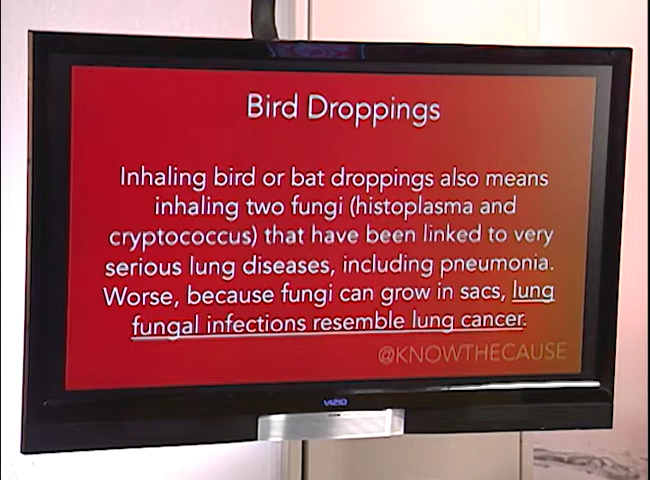 Bird Droppings
Inhaling bird or bat droppings also means
inhaling two fungi (histoplasma and
cryptococcus) that have been linked to very
serious lung diseases, including pneumonia.
Worse, because fungi can grow in sacs, lung
fungal infections resemble lung cancer.
@KNOWTHECAUSE
VIZIO